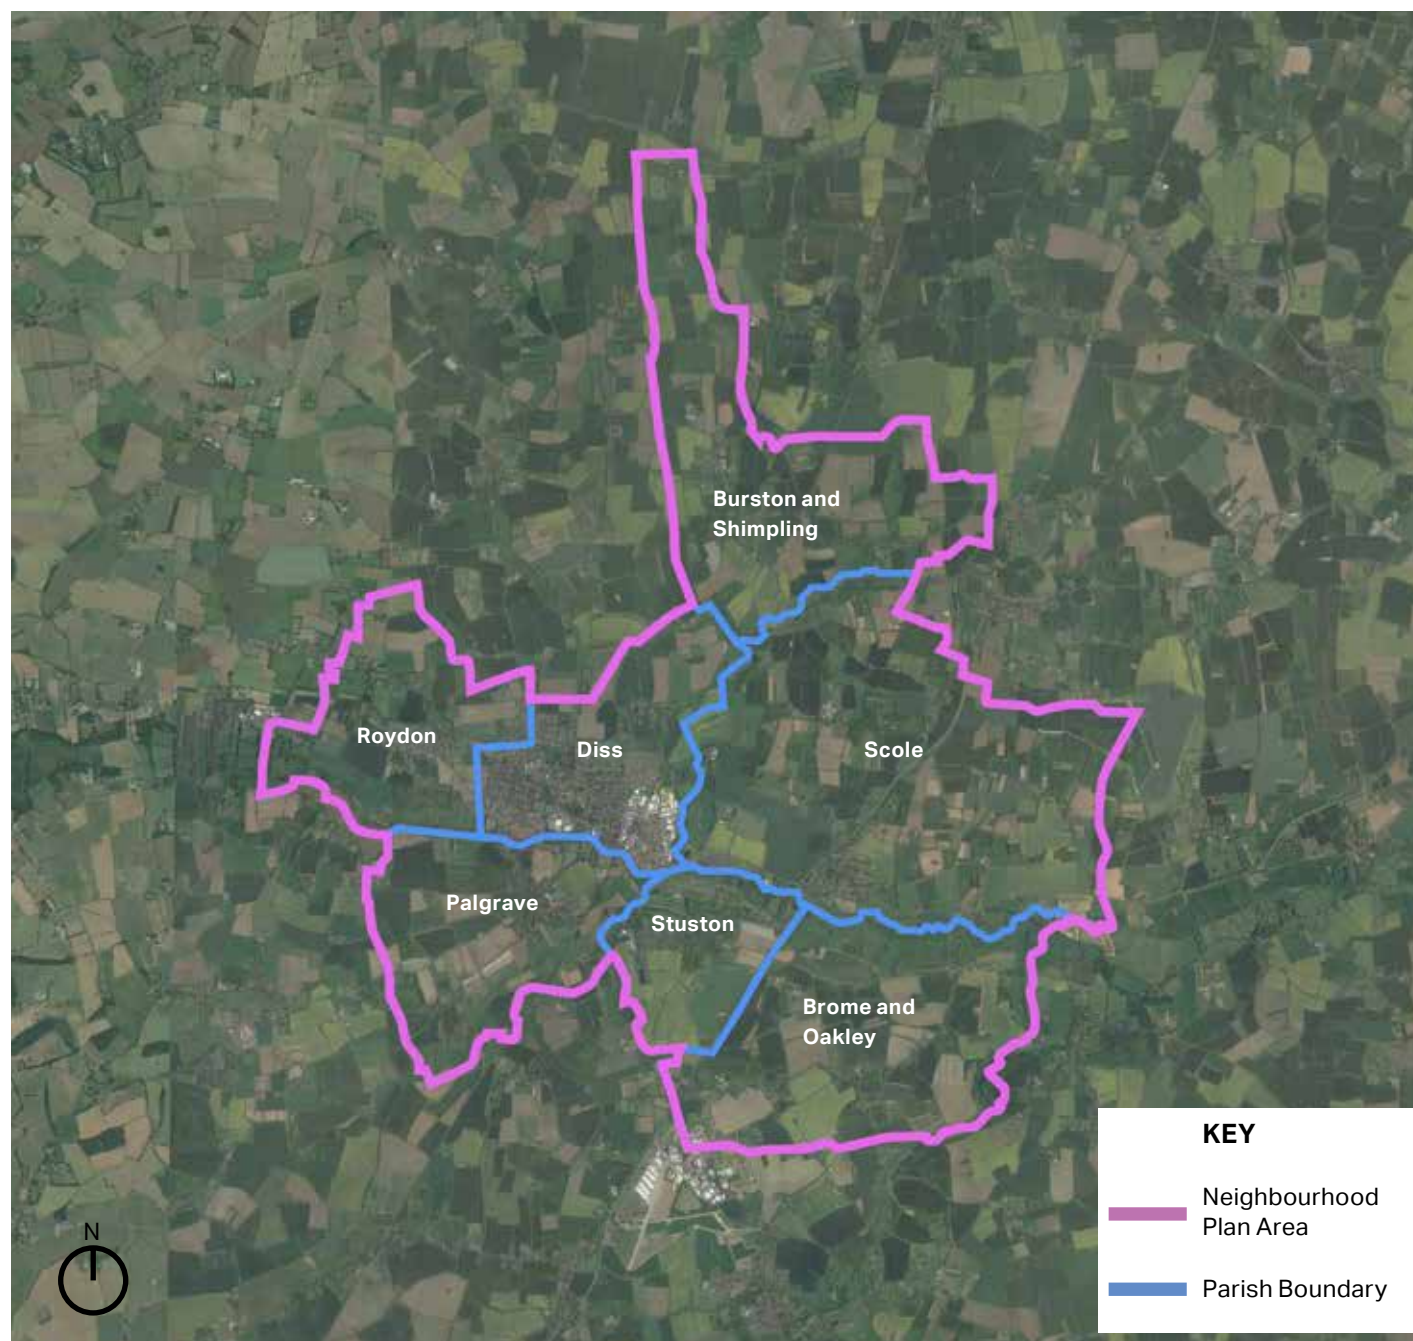 Burston and
Shimpling
Roydon
Diss
Scole
Palgrave
Stuston
Brome and
Oakley
KEY
Neighbourhood
Plan Area
Parish Boundary
N